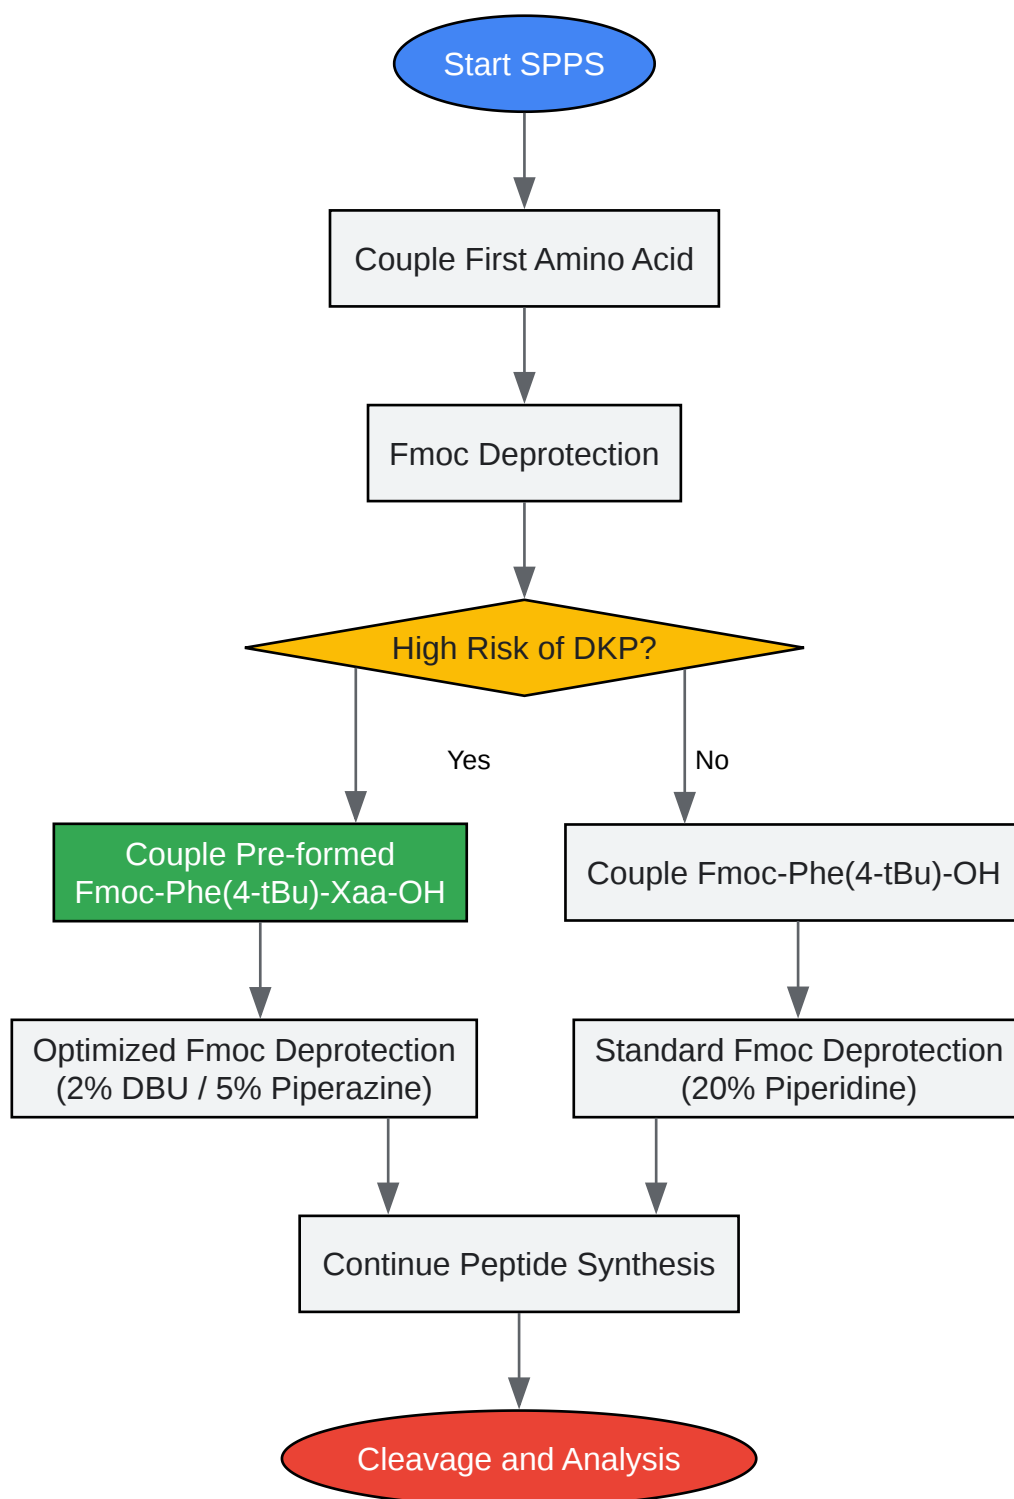 Start SPPS
Couple First Amino Acid
Fmoc Deprotection
High Risk of DKP?
Yes
No
Couple Pre-formed
Fmoc-Phe(4-tBu)-Xaa-OH
Couple Fmoc-Phe(4-tBu)-OH
Optimized Fmoc Deprotection
(2% DBU / 5% Piperazine)
Standard Fmoc Deprotection
(20% Piperidine)
Continue Peptide Synthesis
Cleavage and Analysis